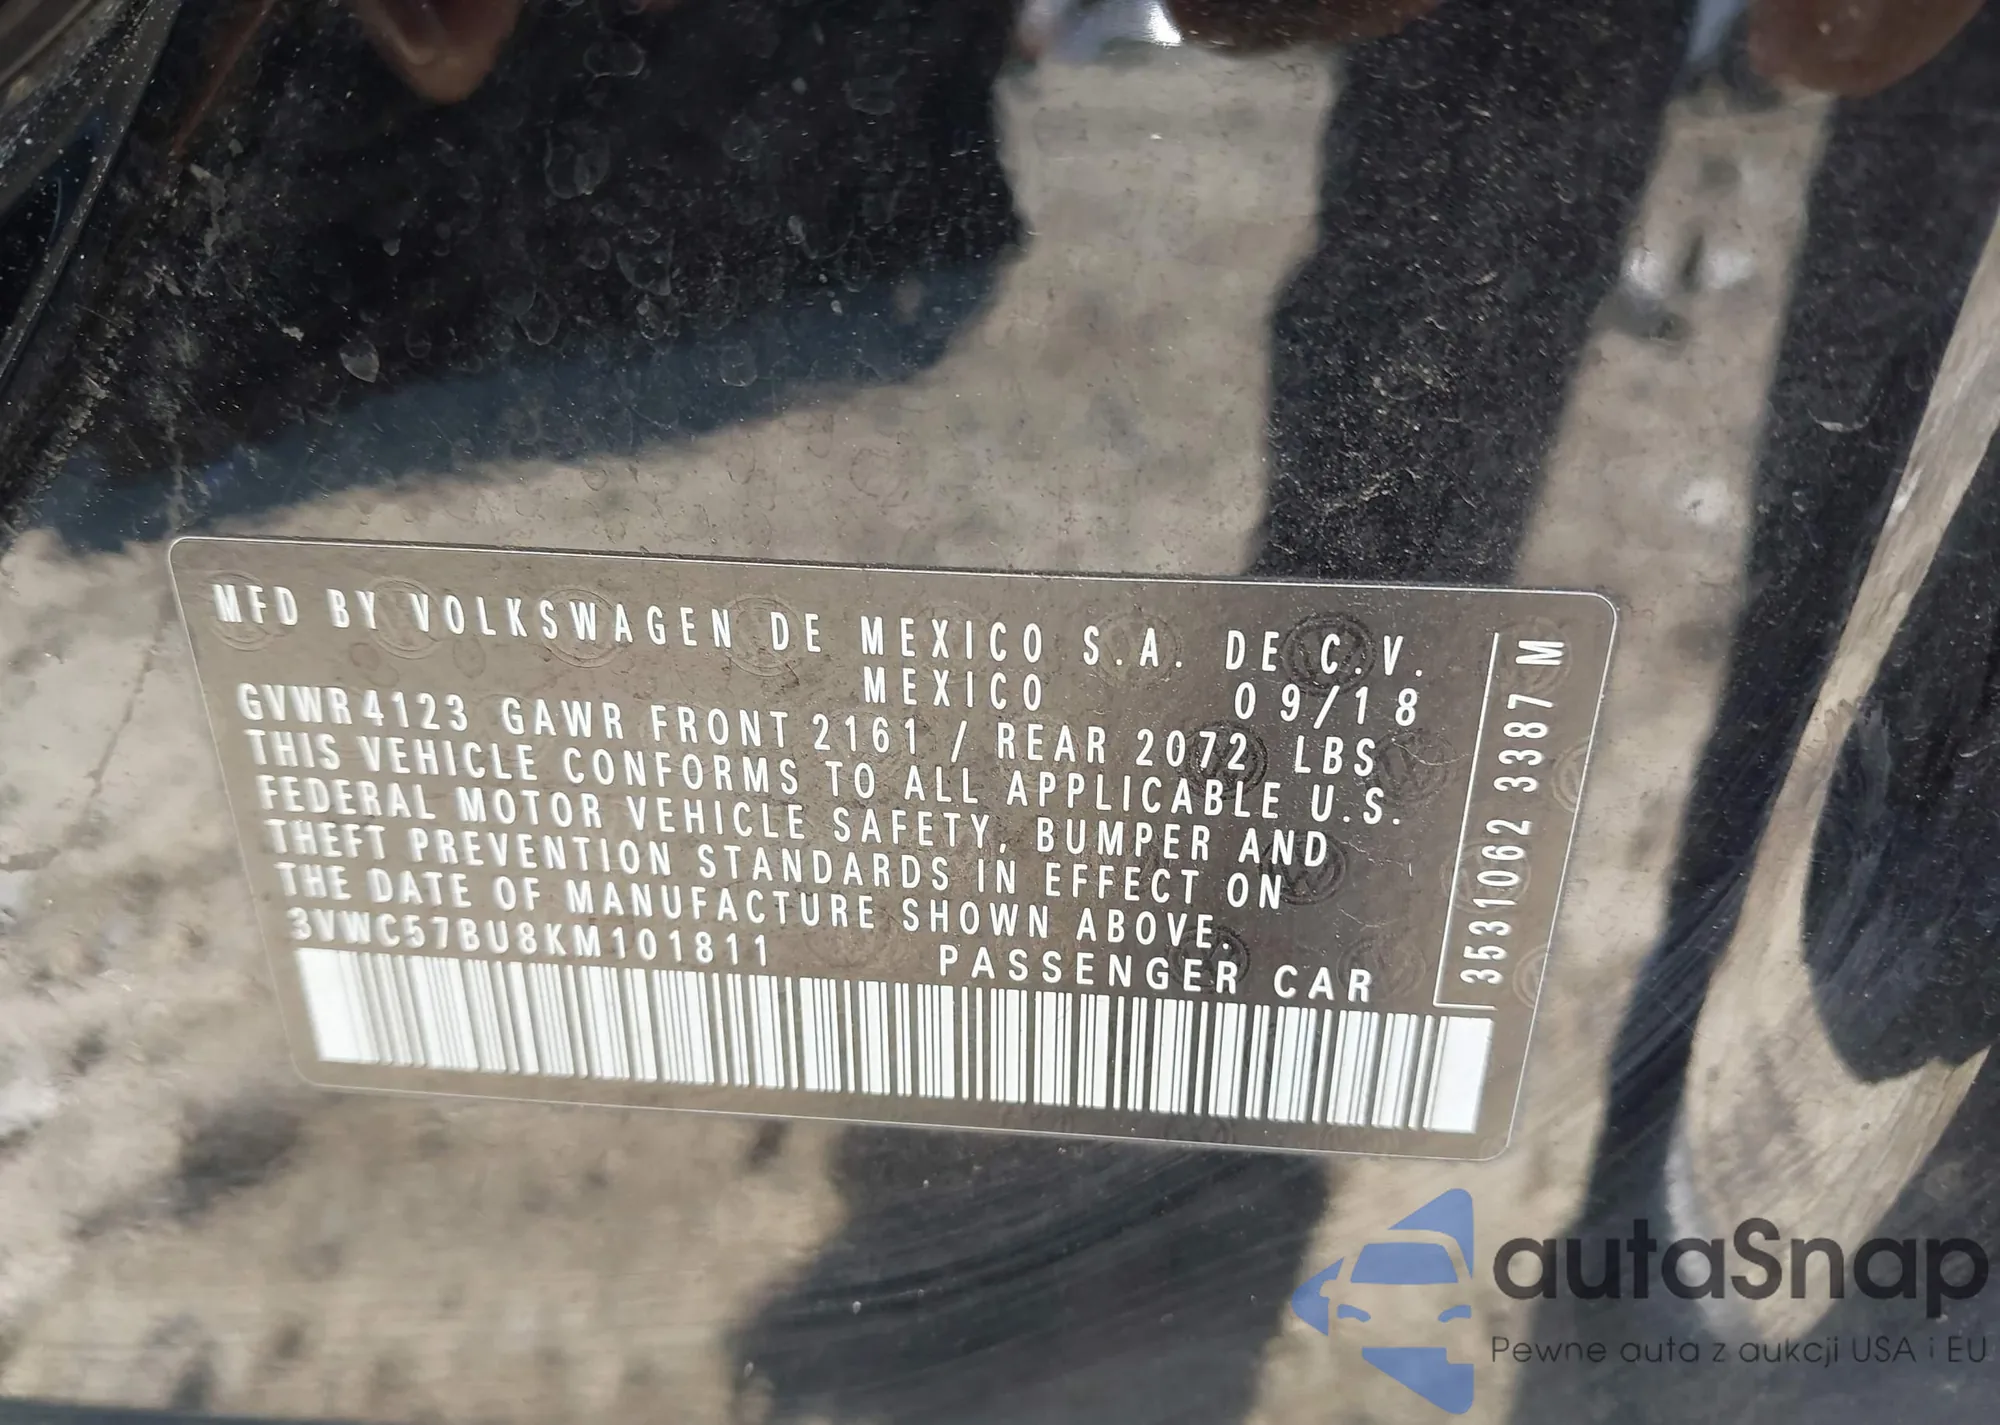 MFD BY VOLKSWAGEN DE MEXICO S.A. DE C.V.
MEXICO 09/18
GVWR 4123 GAWR FRONT 2161 / REAR 2072 LBS
THIS VEHICLE CONFORMS TO ALL APPLICABLE U.S.
FEDERAL MOTOR VEHICLE SAFETY, BUMPER AND
THEFT PREVENTION STANDARDS IN EFFECT ON
THE DATE OF MANUFACTURE SHOWN ABOVE.
3VWC57BU8KM101811 PASSENGER CAR
3531062 3387 M
autaSnap
Pewne auta z aukcji USA i EU